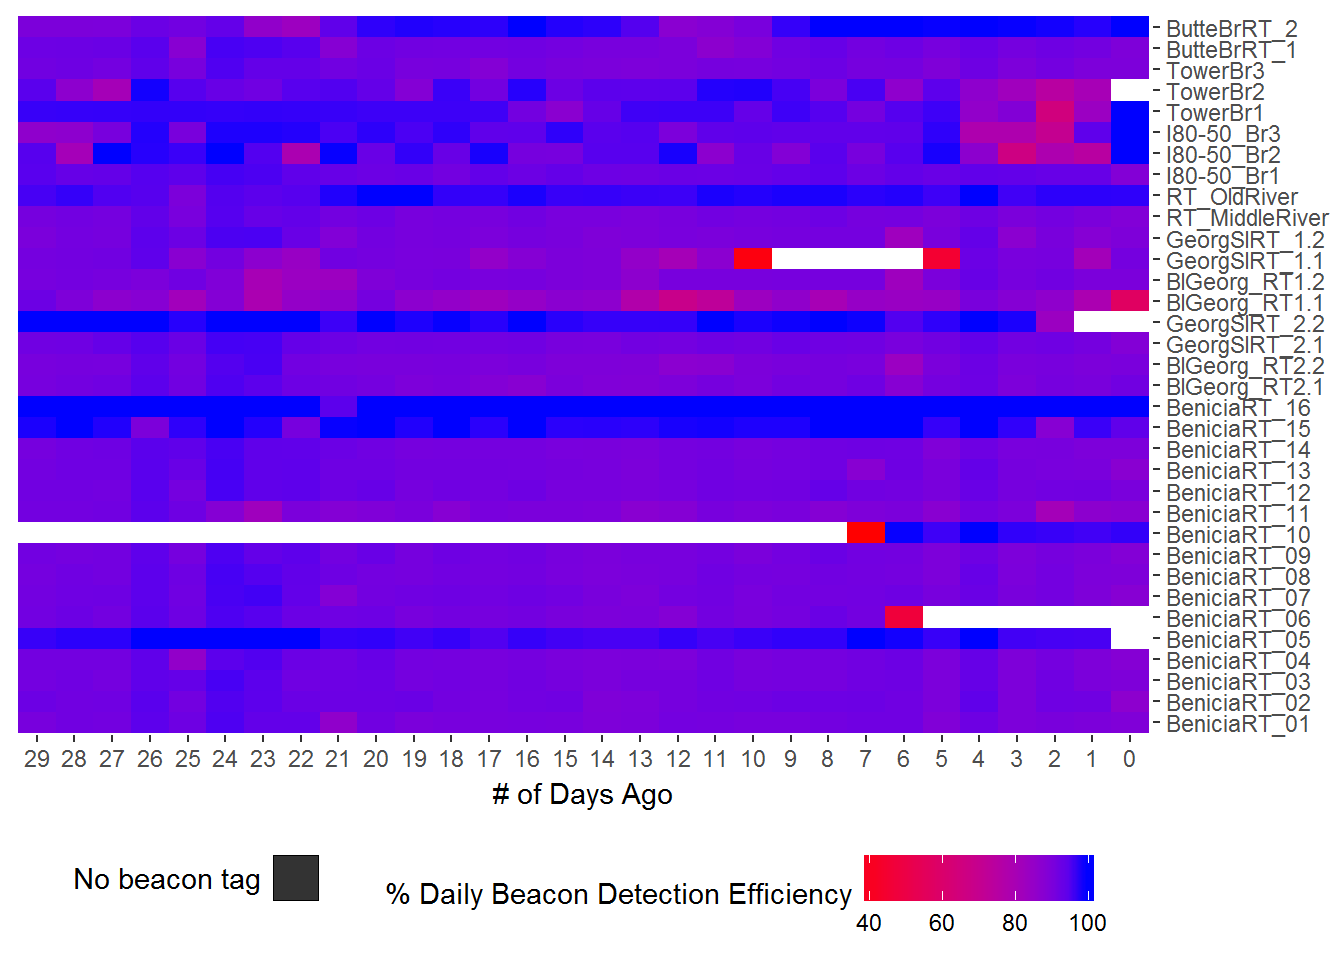 ButteBrRT_2
ButteBrRT_1
TowerBr3
TowerBr2
TowerBr1
I80-50_Br3
I80-50_Br2
I80-50_Br1
RT_OldRiver
RT_MiddleRiver
GeorgSlRT_1.2
GeorgSlRT_1.1
BlGeorg_RT1.2
BlGeorg_RT1.1
GeorgSlRT_2.2
GeorgSlRT_2.1
BlGeorg_RT2.2
BlGeorg_RT2.1
BeniciaRT_16
BeniciaRT_15
BeniciaRT_14
BeniciaRT_13
BeniciaRT_12
BeniciaRT_11
BeniciaRT_10
BeniciaRT_09
BeniciaRT_08
BeniciaRT_07
BeniciaRT_06
BeniciaRT_05
BeniciaRT_04
BeniciaRT_03
BeniciaRT_02
BeniciaRT_01
29 28 27 26 25 24 23 22 21 20 19 18 17 16 15 14 13 12 11 10 9 8 7 6 5 4 3 2 1 0
# of Days Ago
No beacon tag
% Daily Beacon Detection Efficiency
40 60 80 100